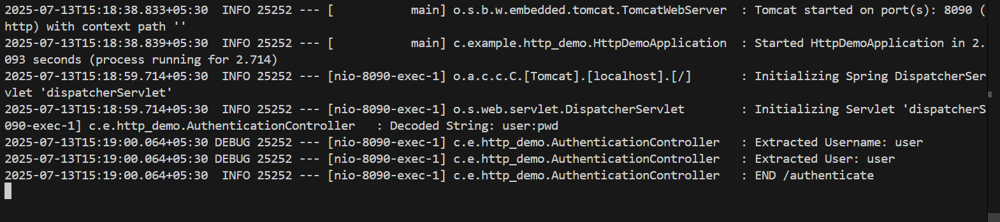 2025-07-13T15:18:38.833+05:30  INFO 25252 --- [           main] o.s.b.w.embedded.tomcat.TomcatWebServer  : Tomcat started on port(s): 8090 (
http) with context path ''
2025-07-13T15:18:38.839+05:30  INFO 25252 --- [           main] c.example.http_demo.HttpDemoApplication  : Started HttpDemoApplication in 2.
093 seconds (process running for 2.714)
2025-07-13T15:18:59.714+05:30  INFO 25252 --- [nio-8090-exec-1] o.a.c.c.C.[Tomcat].[localhost].[/]       : Initializing Spring DispatcherSer
vlet 'dispatcherServlet'
2025-07-13T15:18:59.714+05:30  INFO 25252 --- [nio-8090-exec-1] o.s.web.servlet.DispatcherServlet        : Initializing Servlet 'dispatcherS
090-exec-1] c.e.http_demo.AuthenticationController   : Decoded String: user:pwd
2025-07-13T15:19:00.064+05:30 DEBUG 25252 --- [nio-8090-exec-1] c.e.http_demo.AuthenticationController   : Extracted Username: user
2025-07-13T15:19:00.064+05:30 DEBUG 25252 --- [nio-8090-exec-1] c.e.http_demo.AuthenticationController   : Extracted User: user
2025-07-13T15:19:00.064+05:30  INFO 25252 --- [nio-8090-exec-1] c.e.http_demo.AuthenticationController   : END /authenticate